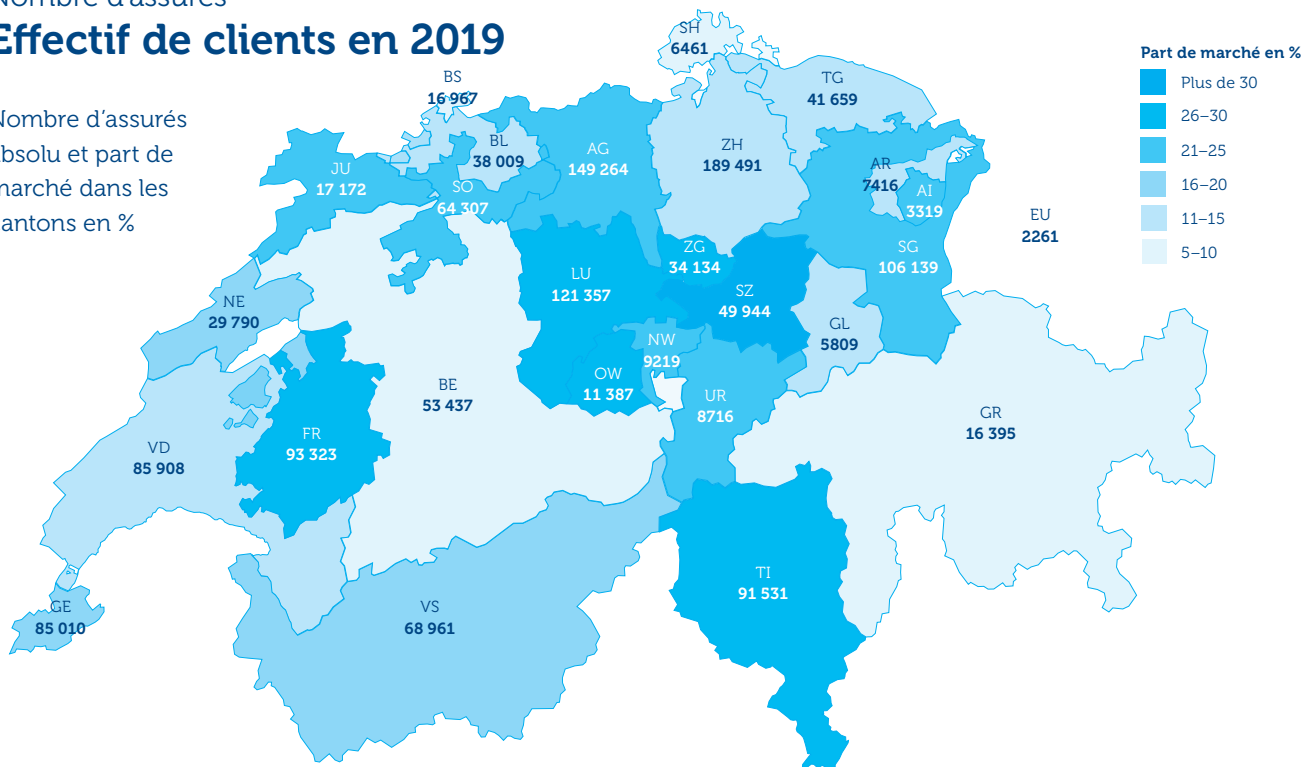 Nombre d'assurés
Effectif de clients en 2019
Nombre d'assurés
absolu et part de
marché dans les
cantons en %
Part de marché en %
Plus de 30
26–30
21–25
16–20
11–15
5–10
SH
6461
BS
16 967
TG
41 659
BL
38 009
AG
149 264
ZH
189 491
JU
17 172
SO
64 307
AR
7416
AI
3319
EU
2261
ZG
34 134
SG
106 139
LU
121 357
SZ
49 944
NE
29 790
GL
5809
NW
9219
OW
11 387
BE
53 437
UR
8716
GR
16 395
FR
93 323
VD
85 908
TI
91 531
GE
85 010
VS
68 961